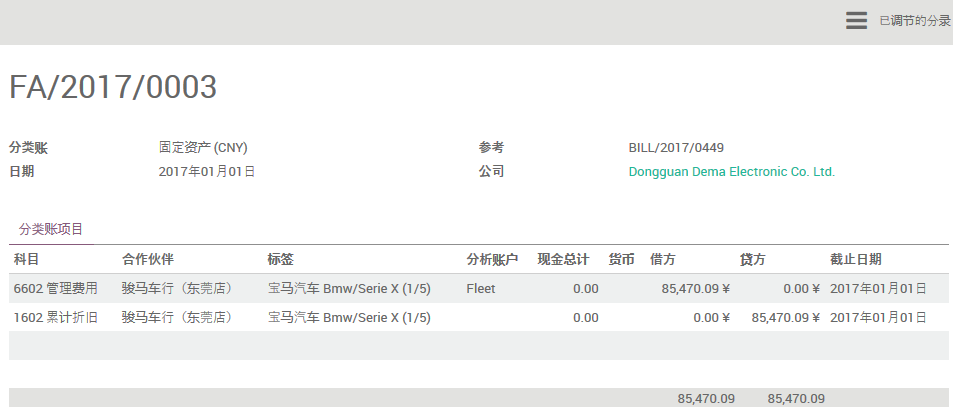 已调节的分录
FA/2017/0003
分类账 固定资产 (CNY) 参考 BILL/2017/0449
日期 2017年01月01日 公司 Dongguan Dema Electronic Co. Ltd.
分类账项目
科目 合作伙伴 标签 分析账户 现金总计 货币 借方 贷方 截止日期
6602 管理费用 骏马车行（东莞店） 宝马汽车 Bmw/Serie X (1/5) Fleet 0.00 85,470.09 ¥ 0.00 ¥ 2017年01月01日
1602 累计折旧 骏马车行（东莞店） 宝马汽车 Bmw/Serie X (1/5) 0.00 0.00 ¥ 85,470.09 ¥ 2017年01月01日
85,470.09 85,470.09